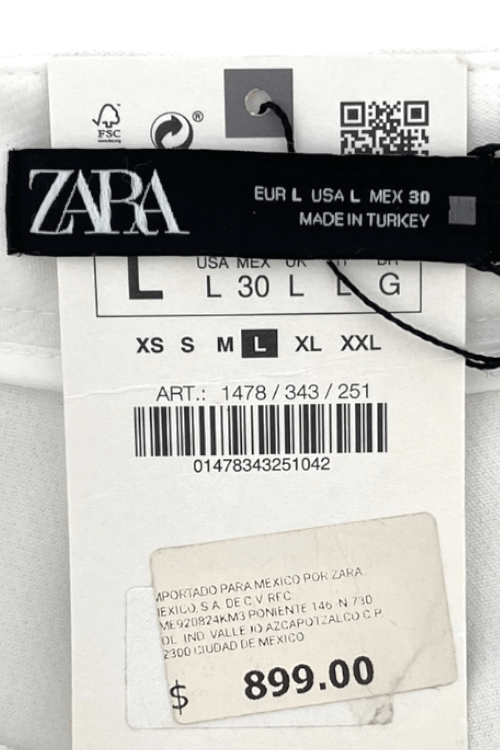 FSC
®
ZARA
EUR L USA L MEX 30
MADE IN TURKEY
USA MEX UK
L L 30 L L G
XS S M L XL XXL
ART.: 1478 / 343 / 251
01478343251042
MPORTADO PARA MEXICO POR ZARA
EXICO, S.A. DE C.V. RFC
ME920824KM3 PONIENTE 146 N 730
OL. IND. VALLEJO AZCAPOTZALCO C.P.
2300 CIUDAD DE MEXICO
$ 899.00